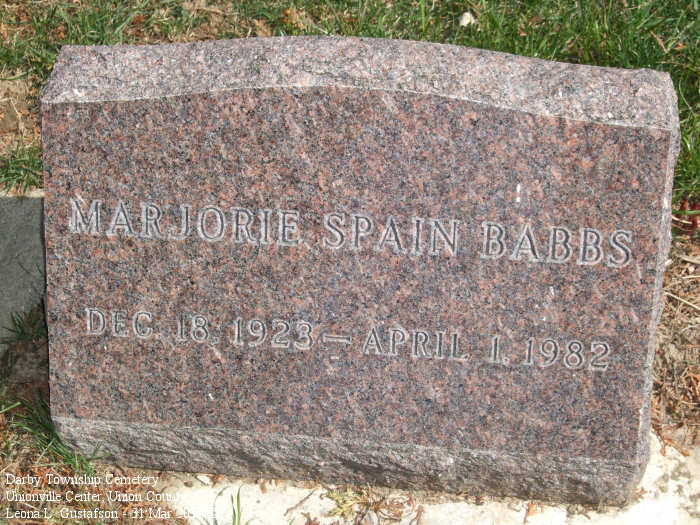 MARJORIE SPAIN BABBS
DEC. 18, 1923 — APRIL 1, 1982
Darby Township Cemetery
Unionville Center, Union
Leona L. Gustafson - 31 Mar